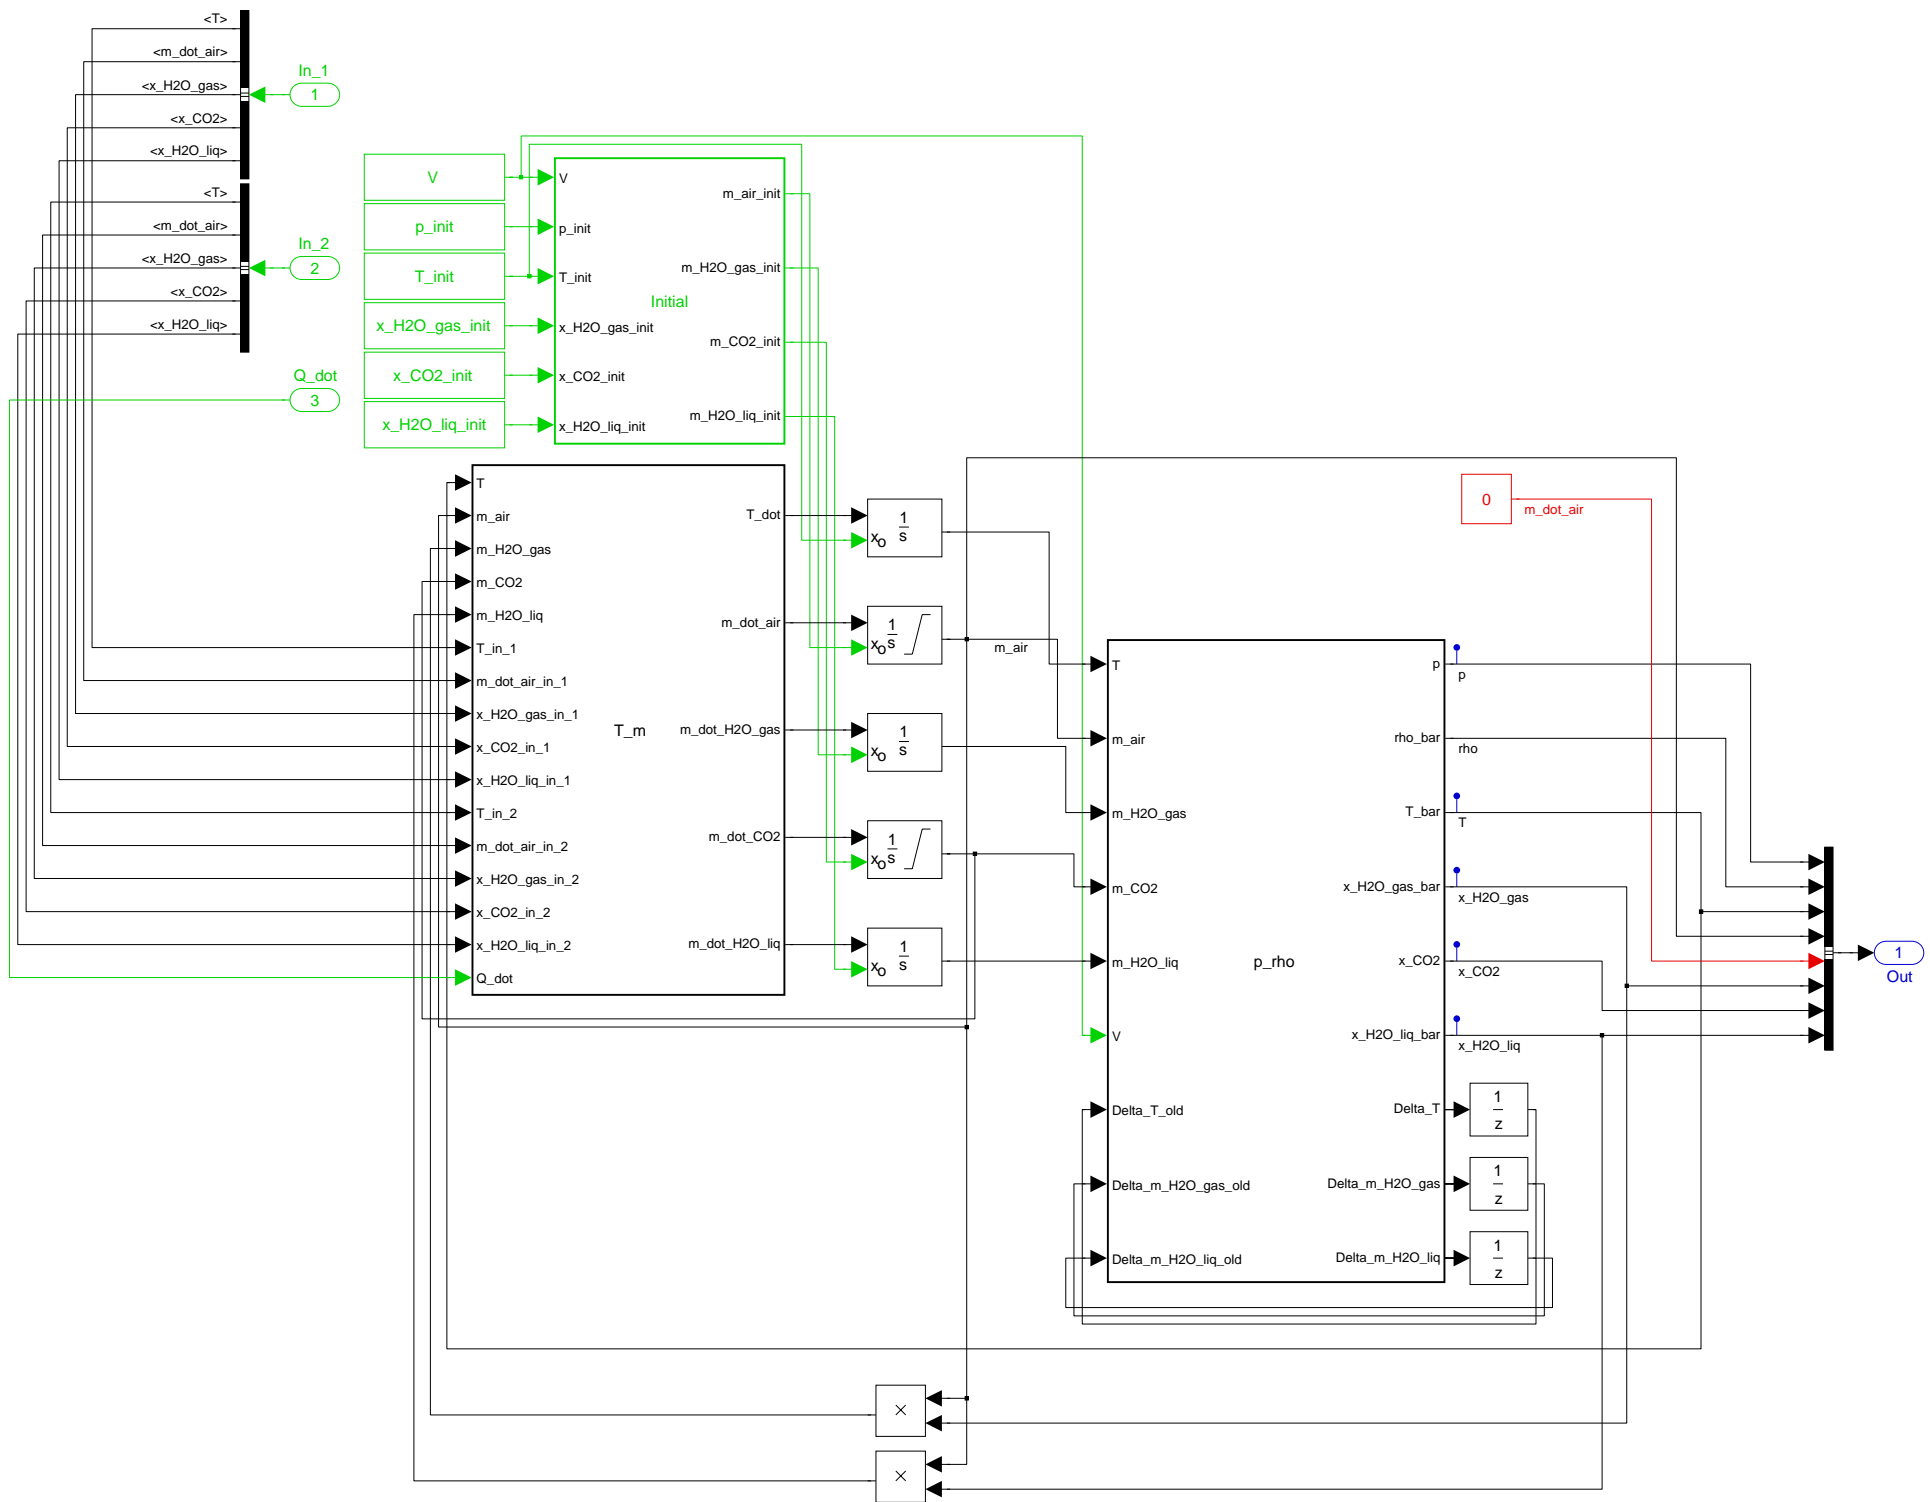 <T>
<m_dot_air>
<x_H2O_gas>
<x_CO2>
<x_H2O_liq>
In_1
1
<T>
<m_dot_air>
<x_H2O_gas>
<x_CO2>
<x_H2O_liq>
In_2
2
Q_dot
3
V
p_init
T_init
x_H2O_gas_init
x_CO2_init
x_H2O_liq_init
V
p_init
T_init
x_H2O_gas_init
x_CO2_init
x_H2O_liq_init
Initial
m_air_init
m_H2O_gas_init
m_CO2_init
m_H2O_liq_init
T
m_air
m_H2O_gas
m_CO2
m_H2O_liq
T_in_1
m_dot_air_in_1
x_H2O_gas_in_1
x_CO2_in_1
x_H2O_liq_in_1
T_in_2
m_dot_air_in_2
x_H2O_gas_in_2
x_CO2_in_2
x_H2O_liq_in_2
Q_dot
T_m
T_dot
m_dot_air
m_dot_H2O_gas
m_dot_CO2
m_dot_H2O_liq
xo 1/s
xo 1/s
xo 1/s
xo 1/s
xo 1/s
m_air
T
m_air
m_H2O_gas
m_CO2
m_H2O_liq
V
Delta_T_old
Delta_m_H2O_gas_old
Delta_m_H2O_liq_old
p_rho
p
rho_bar
T_bar
x_H2O_gas_bar
x_CO2
x_H2O_liq_bar
Delta_T
Delta_m_H2O_gas
Delta_m_H2O_liq
p
rho
T
x_H2O_gas
x_CO2
x_H2O_liq
1/z
1/z
1/z
0
m_dot_air
1
Out
×
×